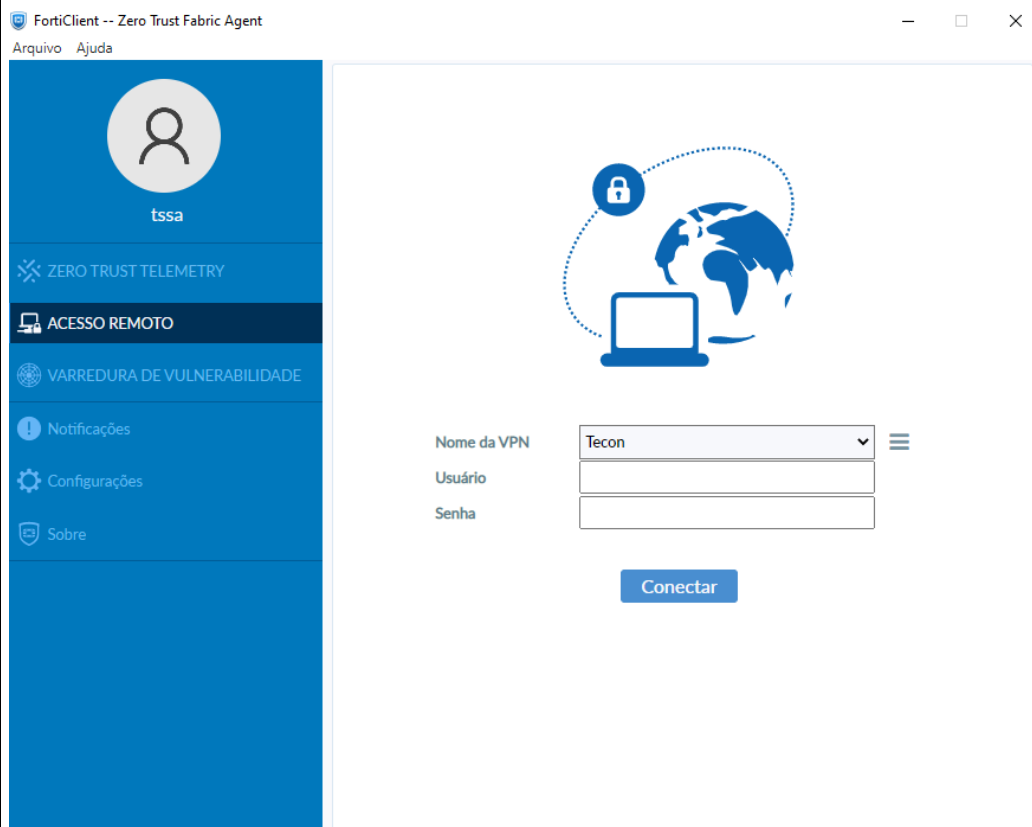 FortiClient -- Zero Trust Fabric Agent
Arquivo Ajuda
tssa
ZERO TRUST TELEMETRY
ACESSO REMOTO
VARREDURA DE VULNERABILIDADE
Notificações
Configurações
Sobre
Nome da VPN Tecon
Usuário
Senha
Conectar